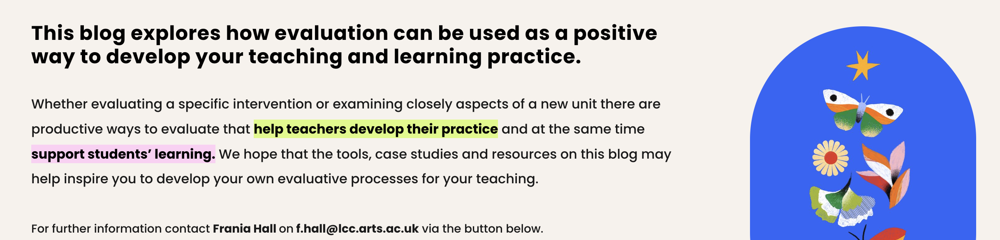 This blog explores how evaluation can be used as a positive
way to develop your teaching and learning practice.
Whether evaluating a specific intervention or examining closely aspects of a new unit there are
productive ways to evaluate that help teachers develop their practice and at the same time
support students’ learning. We hope that the tools, case studies and resources on this blog may
help inspire you to develop your own evaluative processes for your teaching.
For further information contact Frania Hall on f.hall@lcc.arts.ac.uk via the button below.